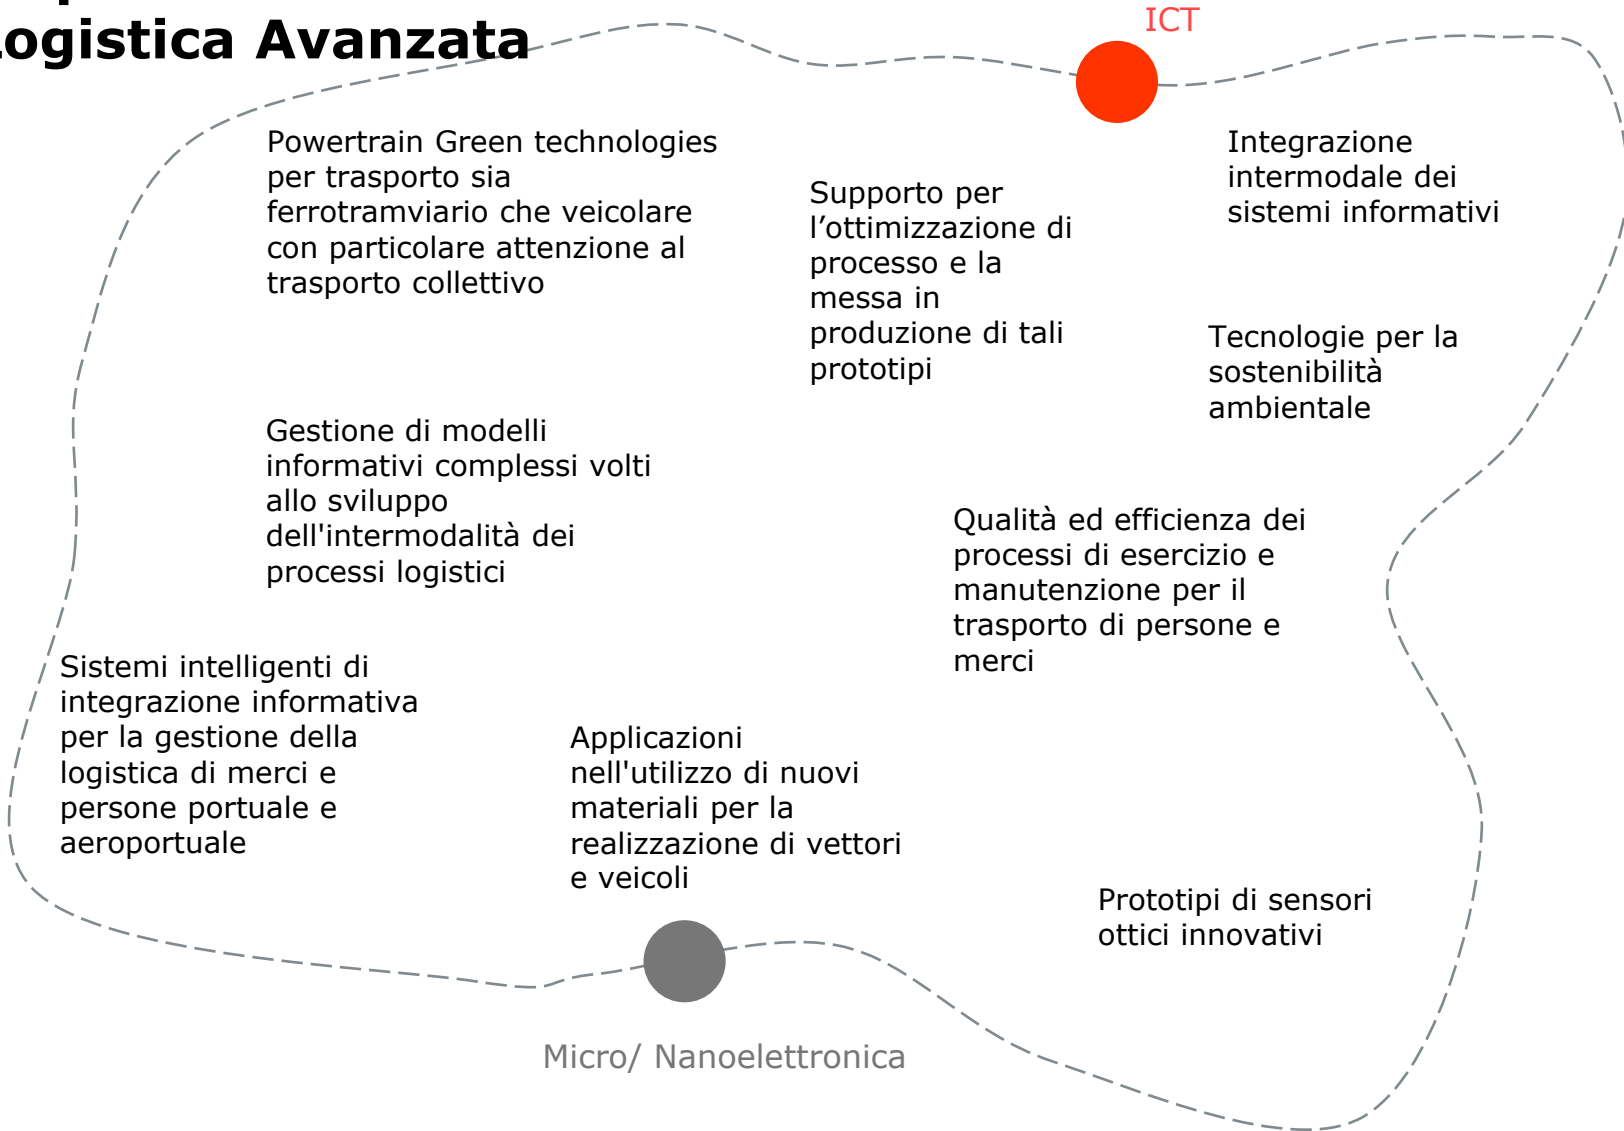 Logistica Avanzata
ICT
Powertrain Green technologies
per trasporto sia
ferrotramviario che veicolare
con particolare attenzione al
trasporto collettivo
Supporto per
l’ottimizzazione di
processo e la
messa in
produzione di tali
prototipi
Integrazione
intermodale dei
sistemi informativi
Tecnologie per la
sostenibilità
ambientale
Gestione di modelli
informativi complessi volti
allo sviluppo
dell'intermodalità dei
processi logistici
Qualità ed efficienza dei
processi di esercizio e
manutenzione per il
trasporto di persone e
merci
Sistemi intelligenti di
integrazione informativa
per la gestione della
logistica di merci e
persone portuale e
aeroportuale
Applicazioni
nell'utilizzo di nuovi
materiali per la
realizzazione di vettori
e veicoli
Prototipi di sensori
ottici innovativi
Micro/ Nanoelettronica